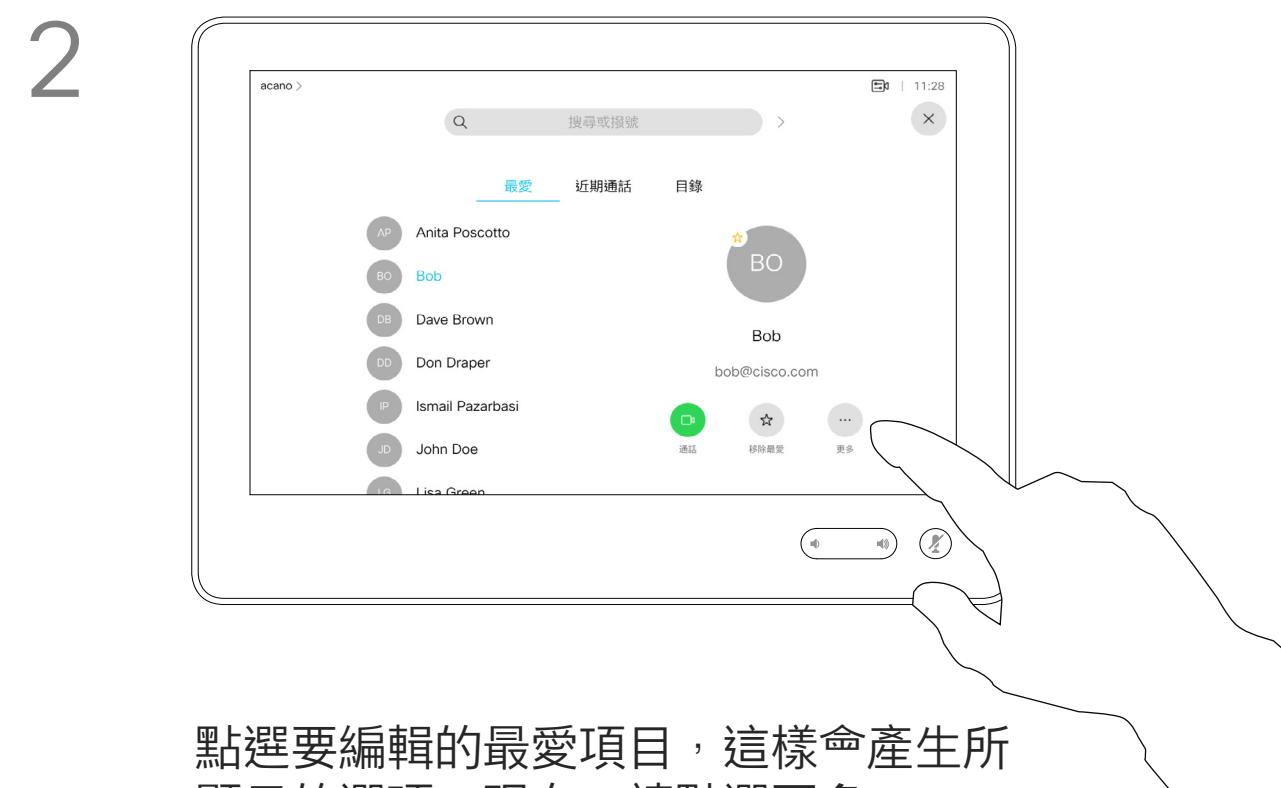 2
acano >
11:28
搜尋或撥號 >
最愛 近期通話 目錄
AP Anita Poscotto
BO Bob
DB Dave Brown
DD Don Draper
IP Ismail Pazarbasi
JD John Doe
LG Lisa Green
BO
Bob
bob@cisco.com
通話 移除最愛 更多
點選要編輯的最愛項目，這樣會產生所